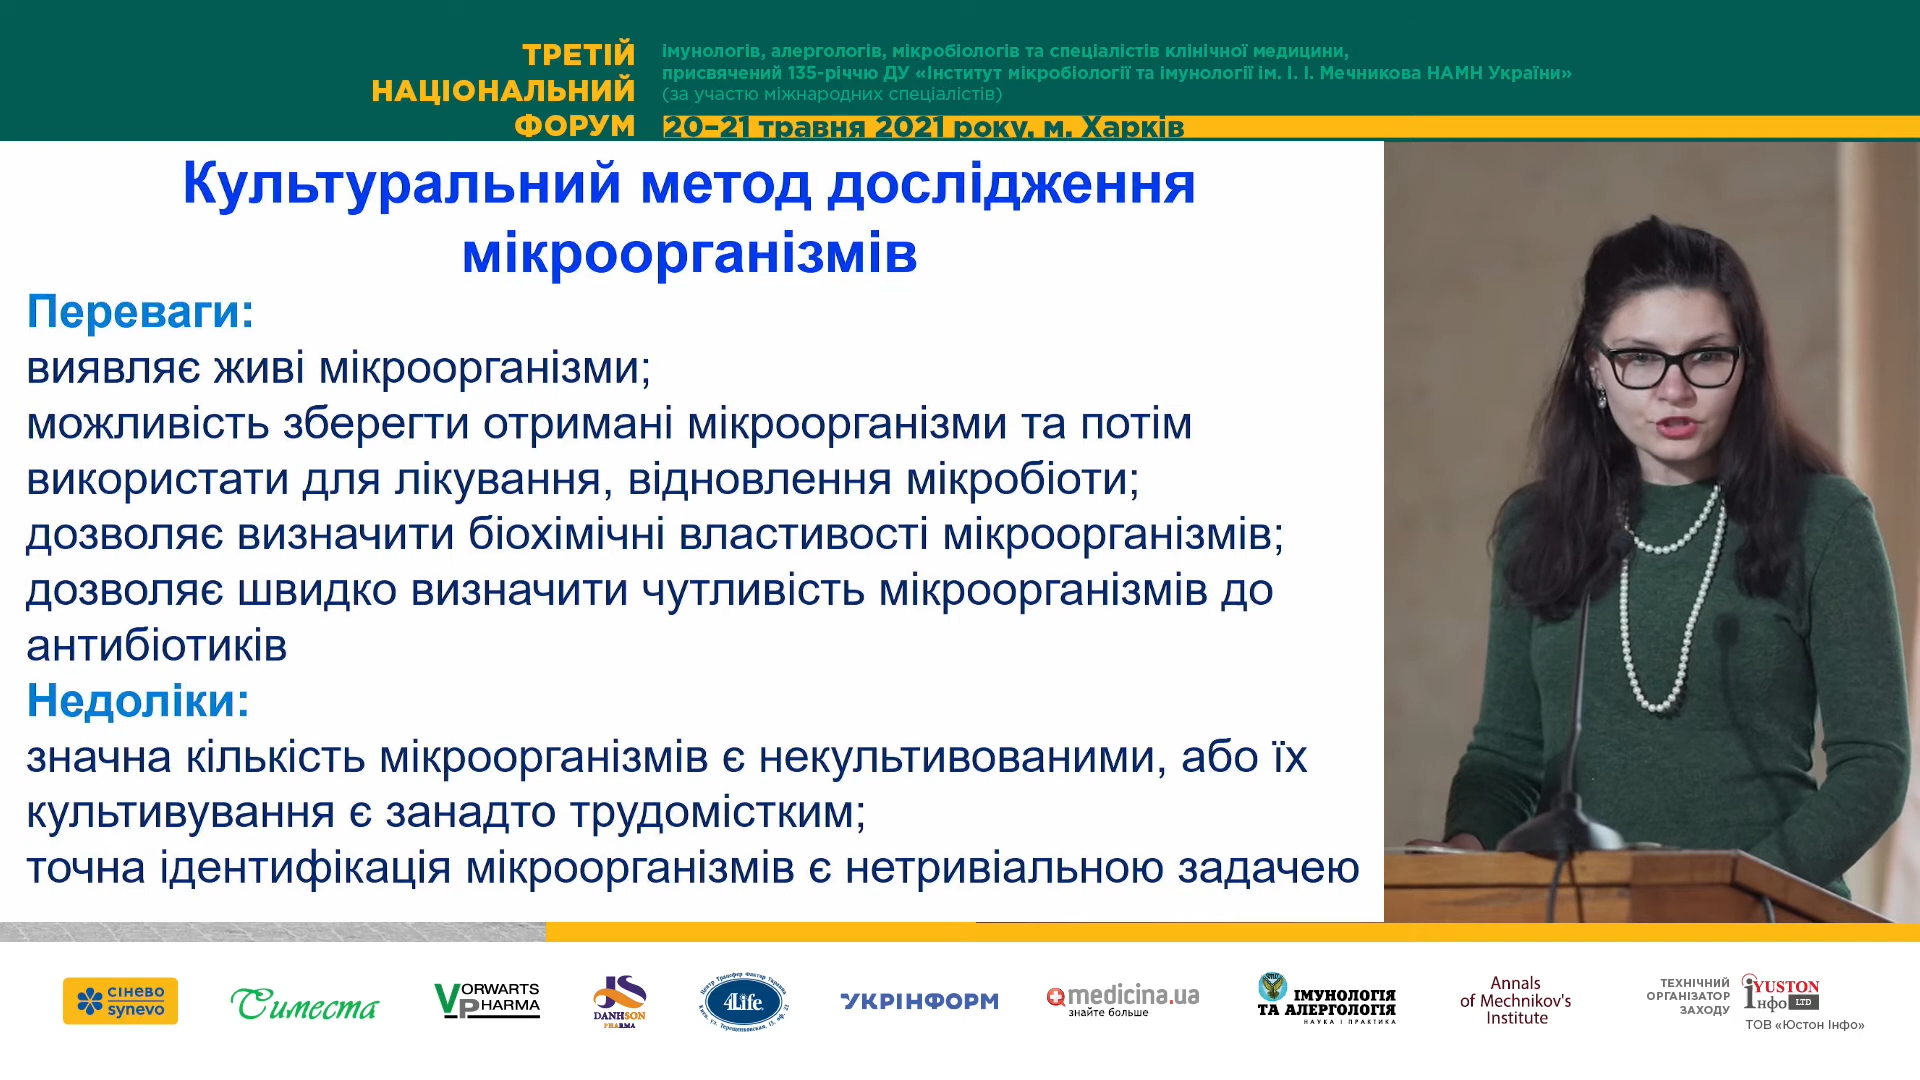 ТРЕТІЙ
НАЦІОНАЛЬНИЙ
ФОРУМ
імунологів, алергологів, мікробіологів та спеціалістів клінічної медицини,
присвячений 135-річчю ДУ «Інститут мікробіології та імунології ім. І. І. Мечникова НАМН України»
(за участю міжнародних спеціалістів)
20–21 травня 2021 року, м. Харків
Культуральний метод дослідження
мікроорганізмів
Переваги:
виявляє живі мікроорганізми;
можливість зберегти отримані мікроорганізми та потім
використати для лікування, відновлення мікробіоти;
дозволяє визначити біохімічні властивості мікроорганізмів;
дозволяє швидко визначити чутливість мікроорганізмів до
антибіотиків
Недоліки:
значна кількість мікроорганізмів є некультивованими, або їх
культивування є занадто трудомістким;
точна ідентифікація мікроорганізмів є нетривіальною задачею
СІНЕВО
synevo
Симеста
VORWARTS
PHARMA
DANHSON
PHARMA
4Life
УКРІНФОРМ
medicina.ua
знайте больше
ІМУНОЛОГІЯ
ТА АЛЕРГОЛОГІЯ
НАУКА І ПРАКТИКА
Annals
of Mechnikov's
Institute
ТЕХНІЧНИЙ
ОРГАНІЗАТОР
ЗАХОДУ
iYUSTON
iнфо LTD
ТОВ «Юстон Інфо»